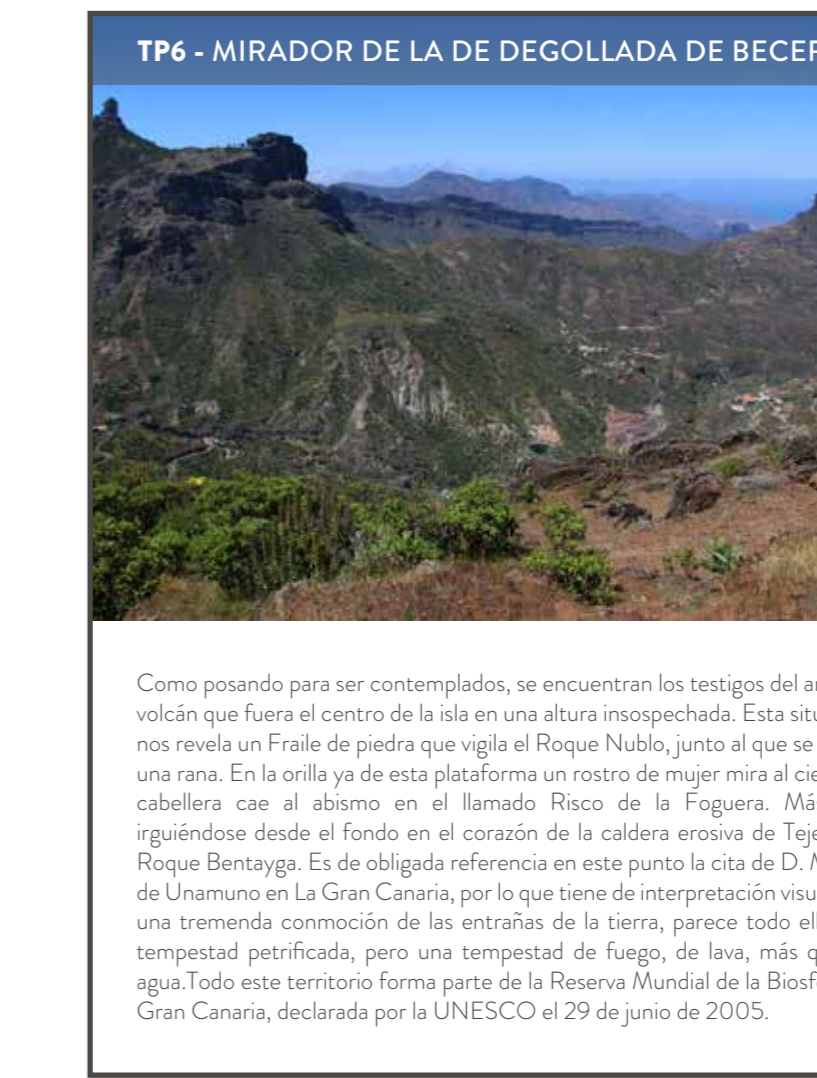 TP6 - MIRADOR DE LA DE DEGOLLADA DE BECER
Como posando para ser contemplados, se encuentran los testigos del
volcán que fuera el centro de la isla en una altura insospechada. Esta
nos revela un Fraile de piedra que vigila el Roque Nublo, junto al que se
una rana. En la orilla ya de esta plataforma un rostro de mujer mira al
cabellera cae al abismo en el llamado Risco de la Foguera.
irguiéndose desde el fondo en el corazón de la caldera erosiva de
Roque Bentayga. Es de obligada referencia en este punto la cita de D.
de Unamuno en La Gran Canaria, por lo que tiene de interpretación
una tremenda conmoción de las entrañas de la tierra, parece todo
tempestad petrificada, pero una tempestad de fuego, de lava, más
agua.Todo este territorio forma parte de la Reserva Mundial de la
Gran Canaria, declarada por la UNESCO el 29 de junio de 2005.